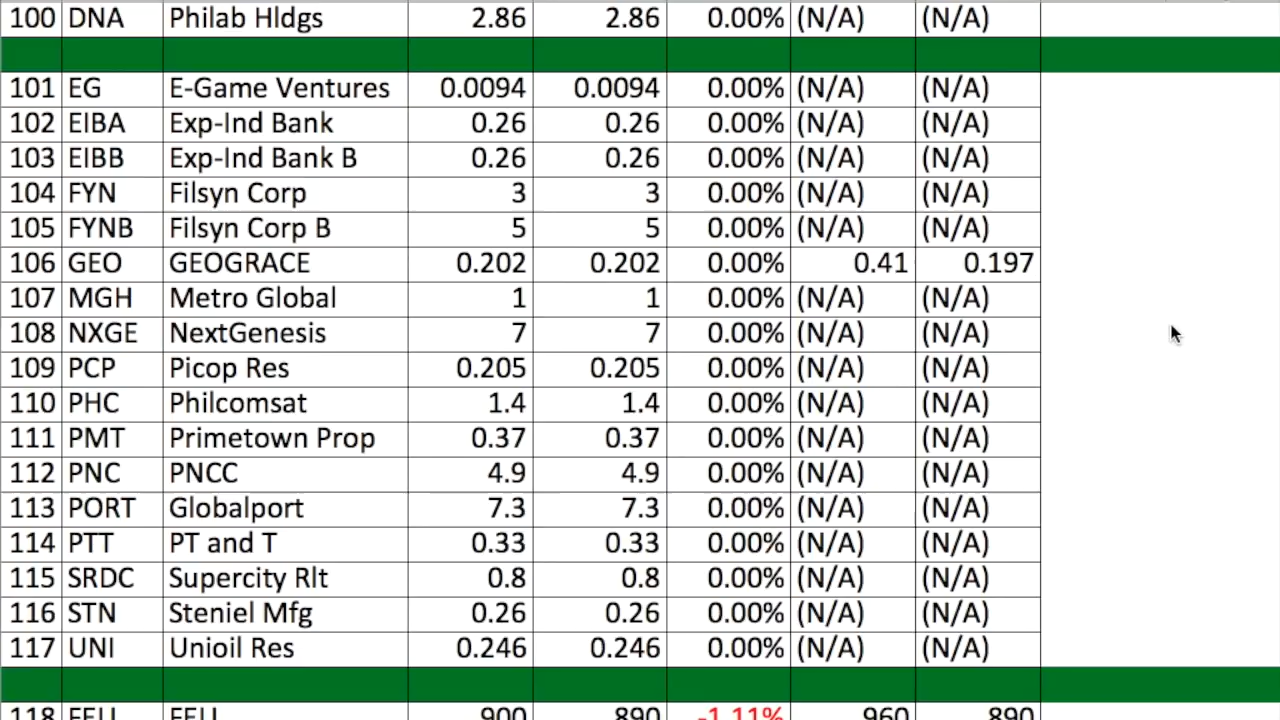 100 DNA Philab Hldgs 2.86 2.86 0.00% (N/A) (N/A)
101 EG E-Game Ventures 0.0094 0.0094 0.00% (N/A) (N/A)
102 EIBA Exp-Ind Bank 0.26 0.26 0.00% (N/A) (N/A)
103 EIBB Exp-Ind Bank B 0.26 0.26 0.00% (N/A) (N/A)
104 FYN Filsyn Corp 3 3 0.00% (N/A) (N/A)
105 FYNB Filsyn Corp B 5 5 0.00% (N/A) (N/A)
106 GEO GEOGRACE 0.202 0.202 0.00% 0.41 0.197
107 MGH Metro Global 1 1 0.00% (N/A) (N/A)
108 NXGE NextGenesis 7 7 0.00% (N/A) (N/A)
109 PCP Picop Res 0.205 0.205 0.00% (N/A) (N/A)
110 PHC Philcomsat 1.4 1.4 0.00% (N/A) (N/A)
111 PMT Primetown Prop 0.37 0.37 0.00% (N/A) (N/A)
112 PNC PNCC 4.9 4.9 0.00% (N/A) (N/A)
113 PORT Globalport 7.3 7.3 0.00% (N/A) (N/A)
114 PTT PT and T 0.33 0.33 0.00% (N/A) (N/A)
115 SRDC Supercity Rlt 0.8 0.8 0.00% (N/A) (N/A)
116 STN Steniel Mfg 0.26 0.26 0.00% (N/A) (N/A)
117 UNI Unioil Res 0.246 0.246 0.00% (N/A) (N/A)
118 FEU FEU 900 890 -1.11% 960 890